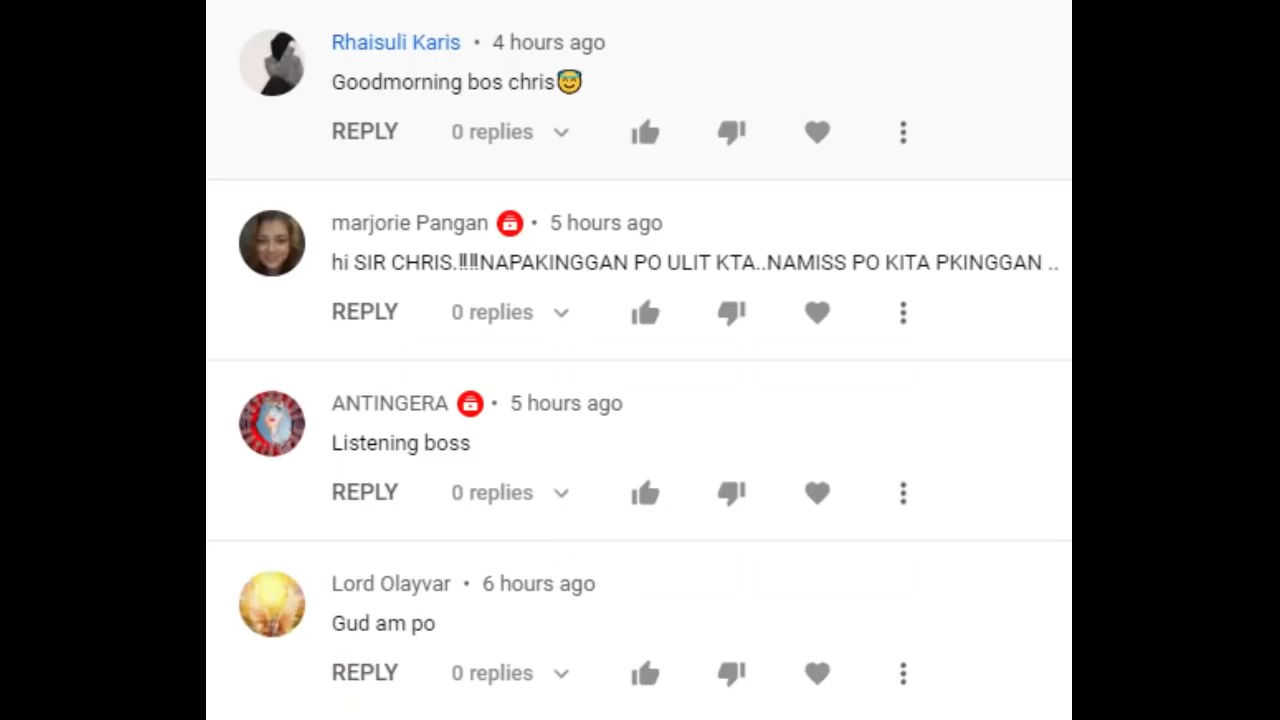 Rhaisuli Karis • 4 hours ago
Goodmorning bos chris😇
REPLY 0 replies
marjorie Pangan • 5 hours ago
hi SIR CHRIS.‼‼NAPAKINGGAN PO ULIT KTA..NAMISS PO KITA PKINGGAN ..
REPLY 0 replies
ANTINGERA • 5 hours ago
Listening boss
REPLY 0 replies
Lord Olayvar • 6 hours ago
Gud am po
REPLY 0 replies